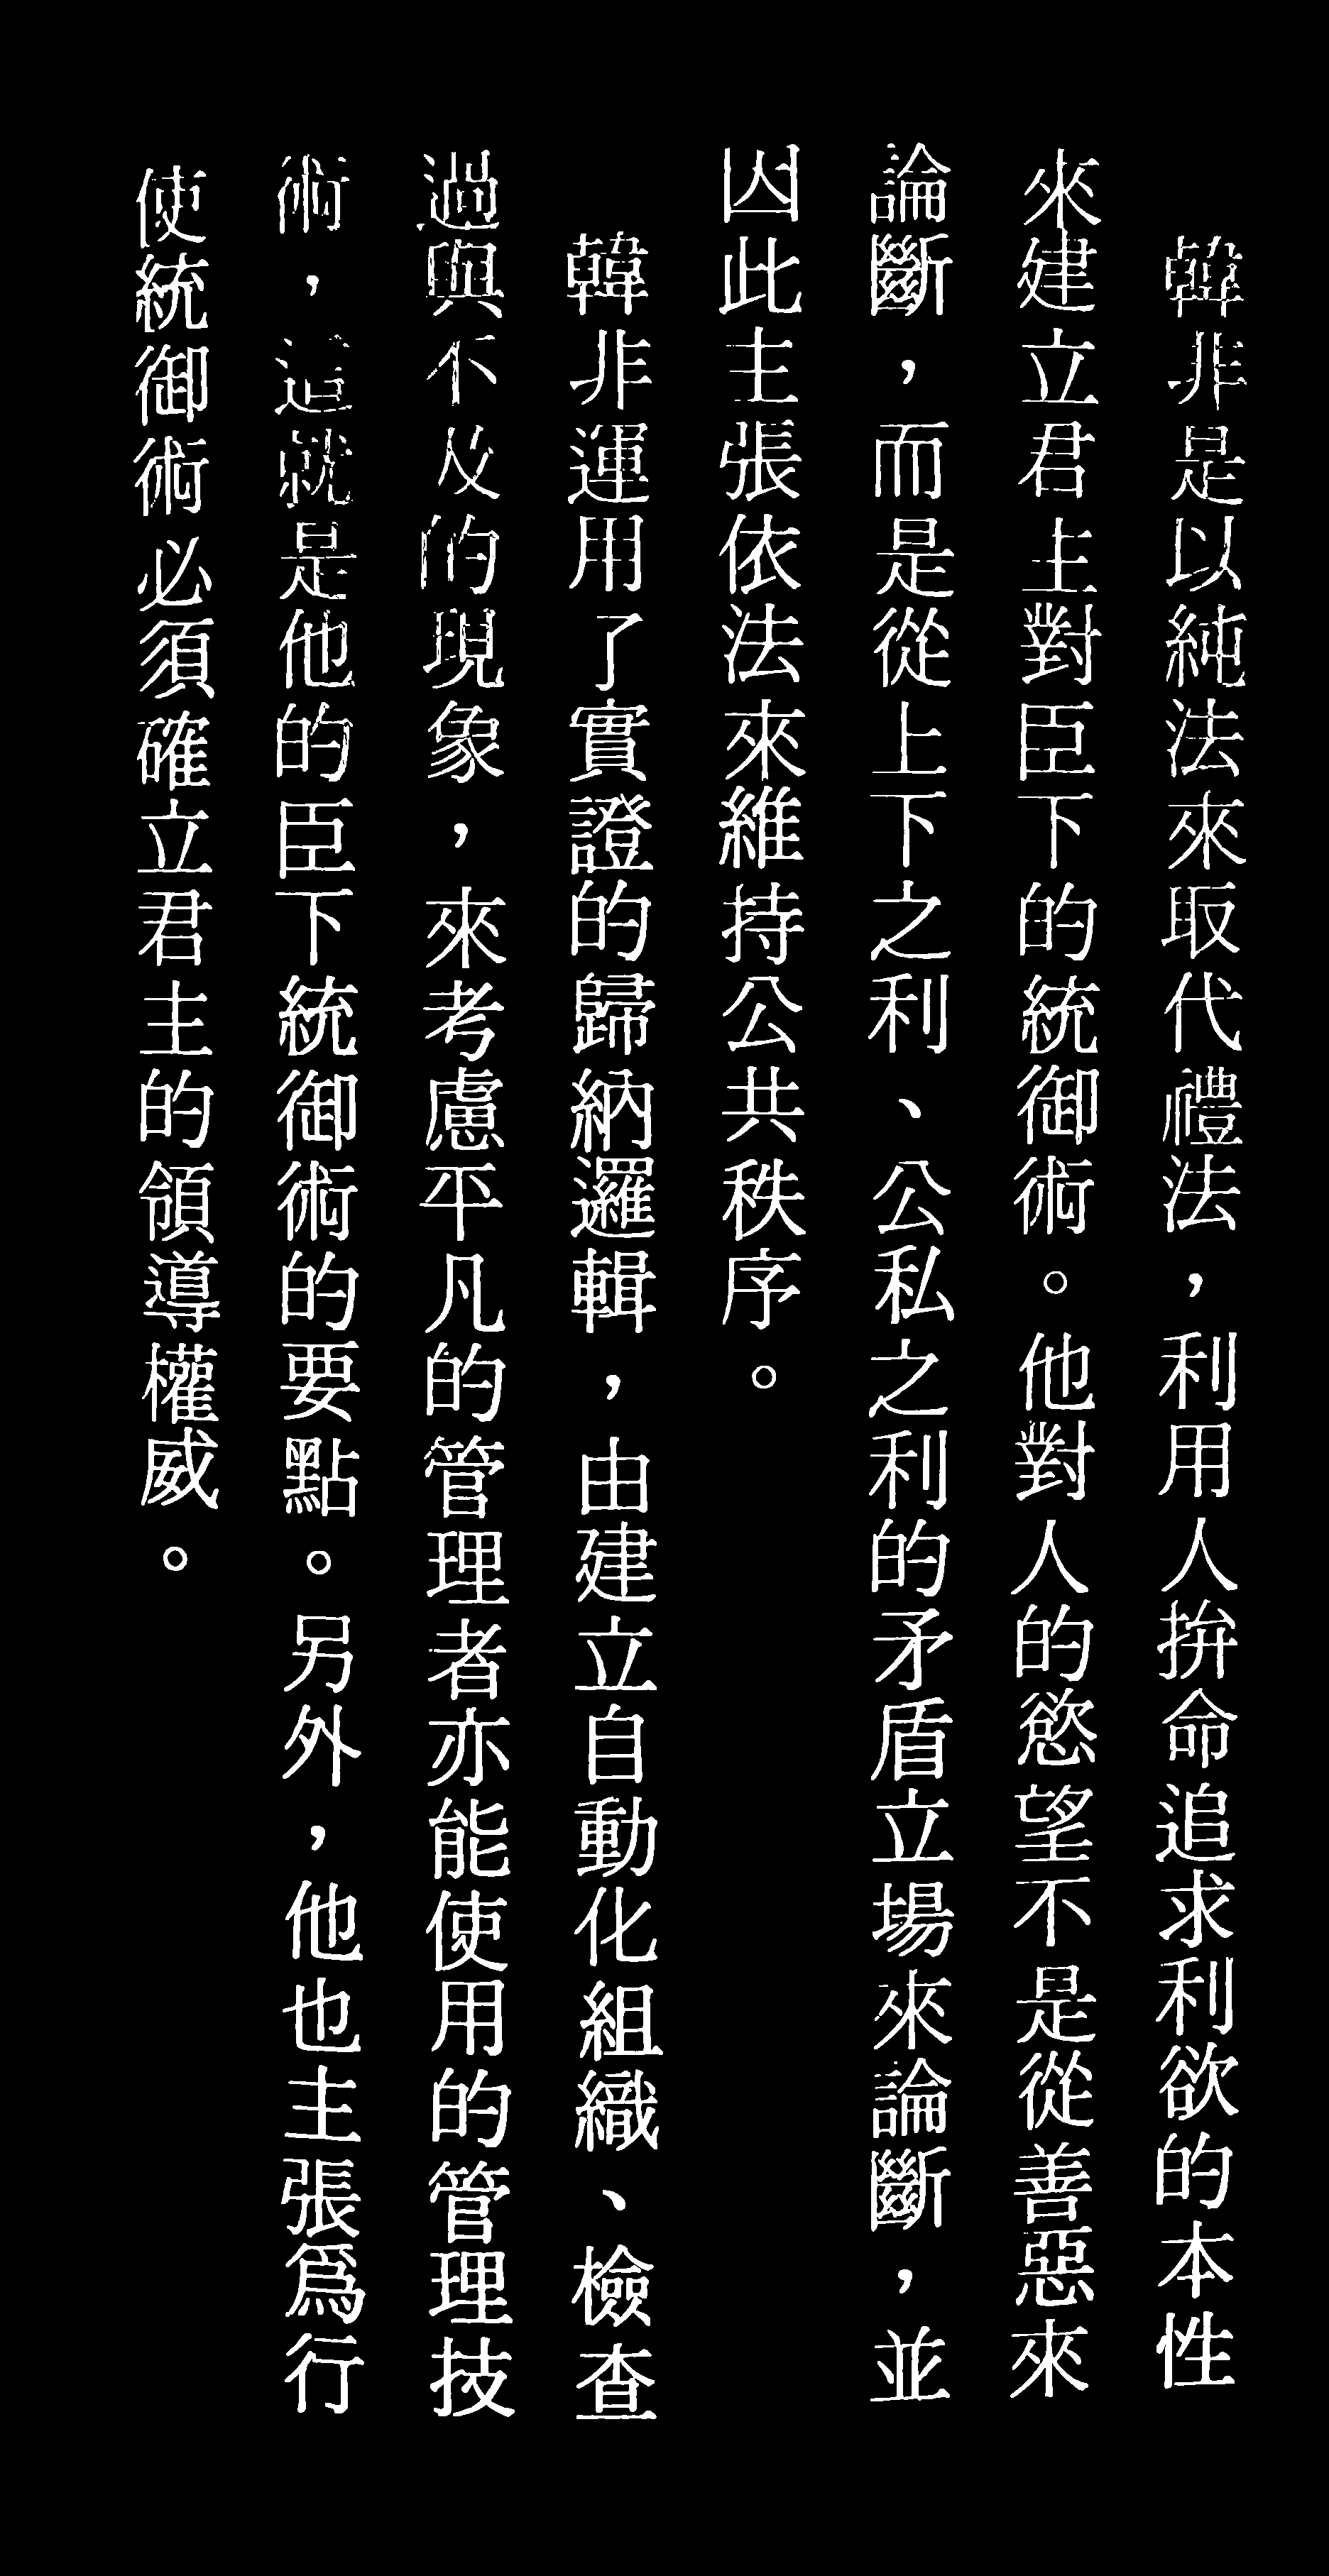 韓非是以純法來取代禮法，利用人拚命追求利欲的本性
來建立君主對臣下的統御術。他對人的慾望不是從善惡來
論斷，而是從上下之利、公私之利的矛盾立場來論斷，並
因此主張依法來維持公共秩序。
韓非運用了實證的歸納邏輯，由建立自動化組織、檢查
過與不及的現象，來考慮平凡的管理者亦能使用的管理技
術，這就是他的臣下統御術的要點。另外，他也主張爲行
使統御術必須確立君主的領導權威。